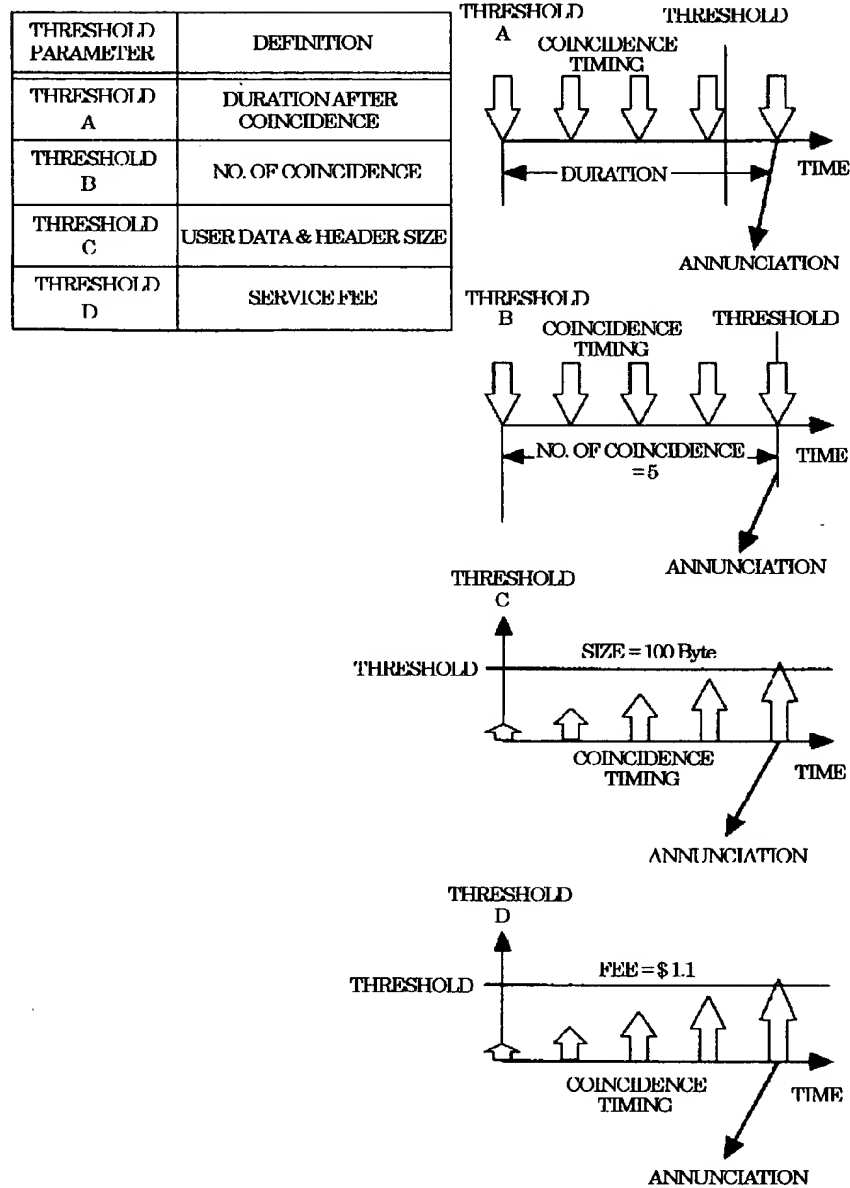 THRESHOLD
PARAMETER
DEFINITION
THRESHOLD
A
DURATION AFTER
COINCIDENCE
THRESHOLD
B
NO. OF COINCIDENCE
THRESHOLD
C
USER DATA & HEADER SIZE
THRESHOLD
D
SERVICE FEE
THRESHOLD
A
THRESHOLD
COINCIDENCE
TIMING
DURATION
TIME
ANNUNCIATION
THRESHOLD
B
THRESHOLD
COINCIDENCE
TIMING
NO. OF COINCIDENCE
= 5
TIME
ANNUNCIATION
THRESHOLD
C
SIZE = 100 Byte
THRESHOLD
COINCIDENCE
TIMING
TIME
ANNUNCIATION
THRESHOLD
D
FEE = $ 1.1
THRESHOLD
COINCIDENCE
TIMING
TIME
ANNUNCIATION